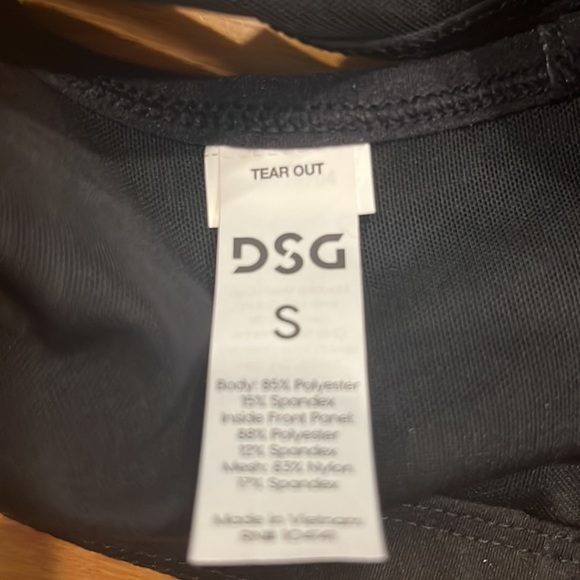 TEAR OUT
DSG
S
Body: 85% Polyester
15% Spandex
Inside Front Panel:
88% Polyester
12% Spandex
Mesh: 83% Nylon
17% Spandex
Made in Vietnam
RN#